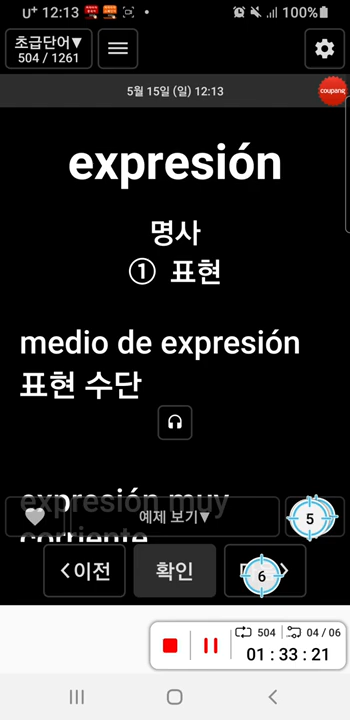 U+ 12:13 100%
초급단어▼
504 / 1261
5월 15일 (일) 12:13
coupang
expresión
명사
① 표현
medio de expresión
표현 수단
expresión muy
corriente
예제 보기▼
5
<이전
확인
6
504 04 / 06
01 : 33 : 21